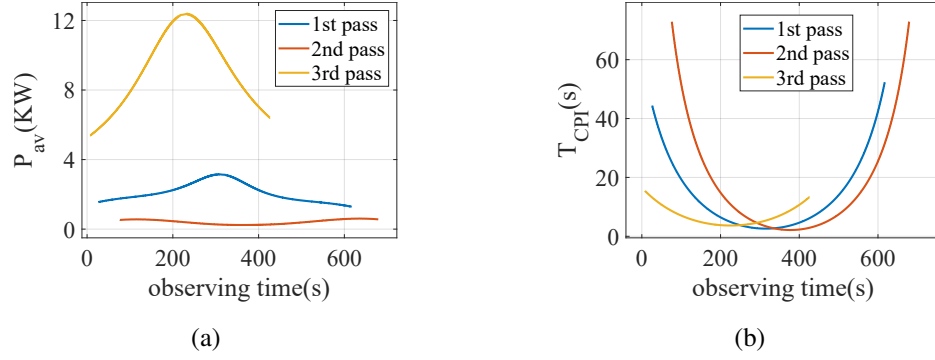 12
8
4
0
P_av(KW)
1st pass
2nd pass
3rd pass
0 200 400 600
observing time(s)
(a)
60
40
20
0
T_CPI(s)
1st pass
2nd pass
3rd pass
0 200 400 600
observing time(s)
(b)